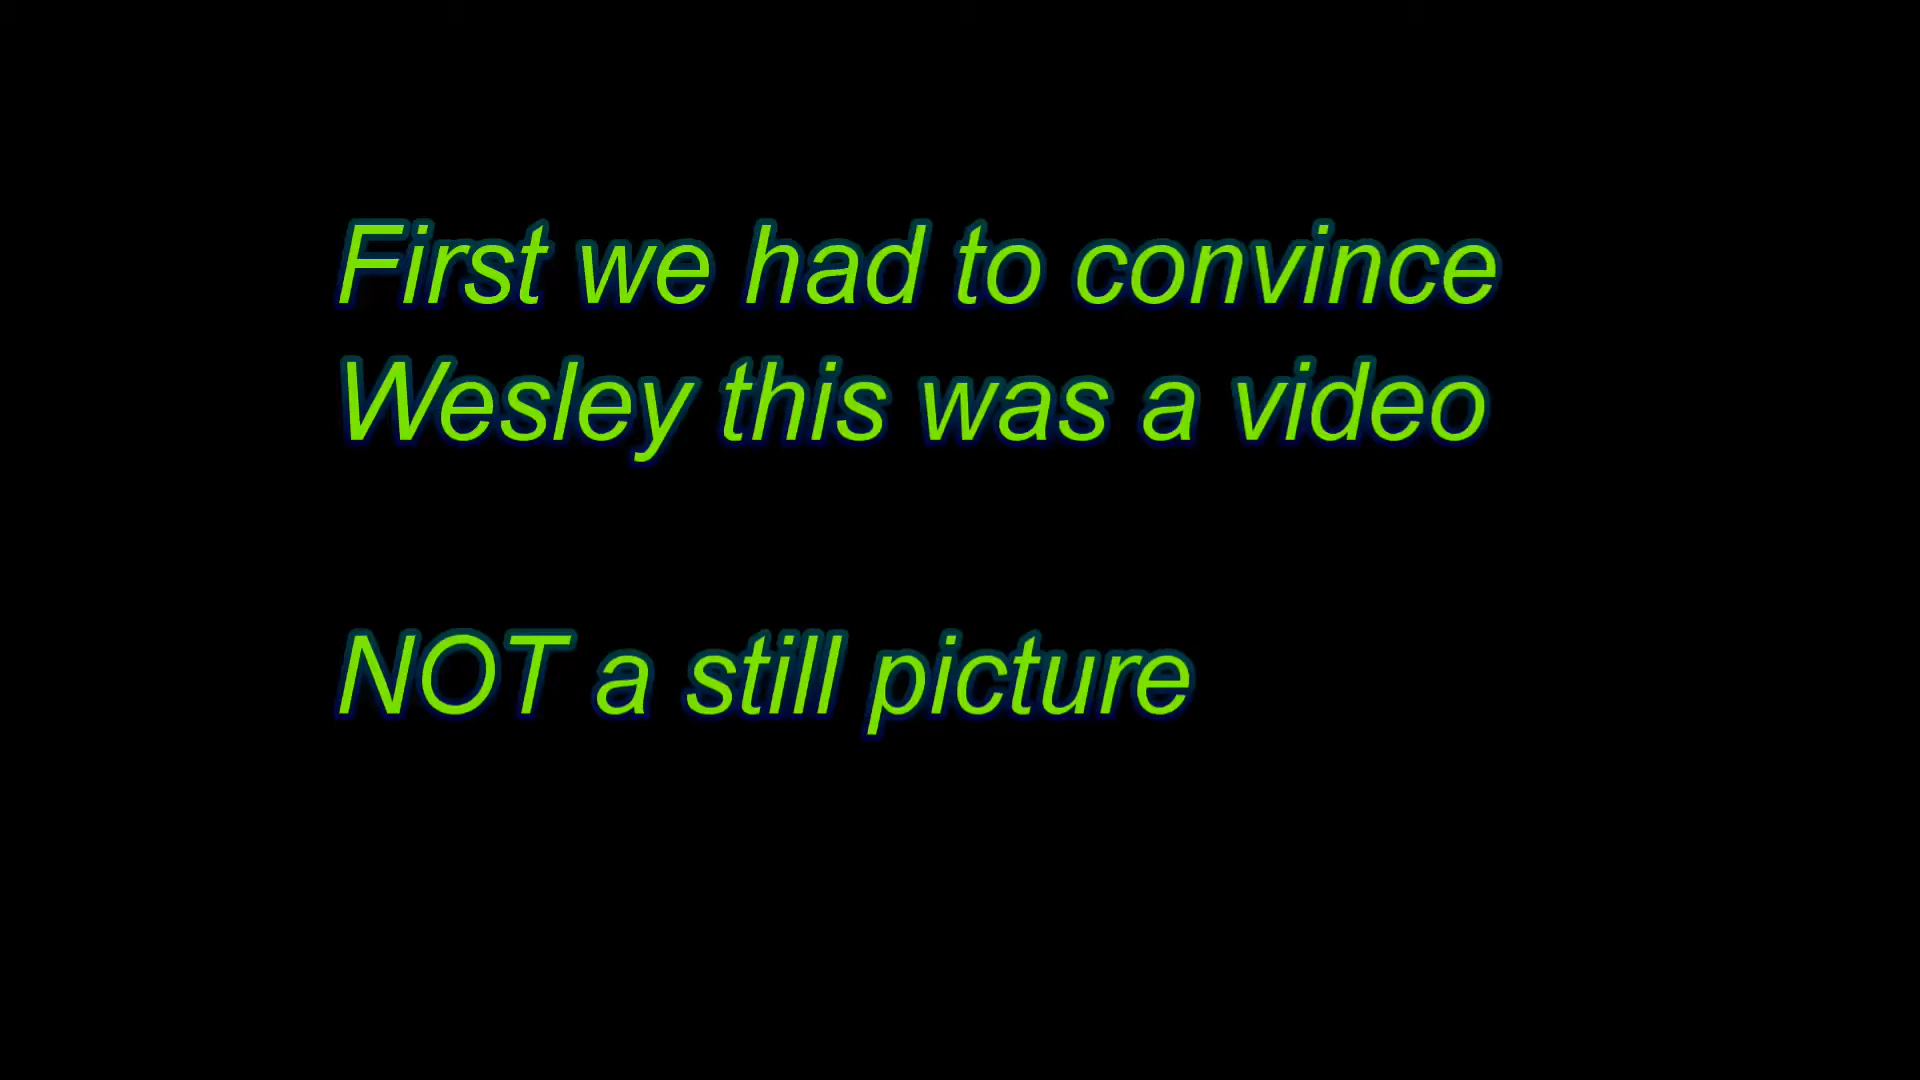 First we had to convince
Wesley this was a video
NOT a still picture